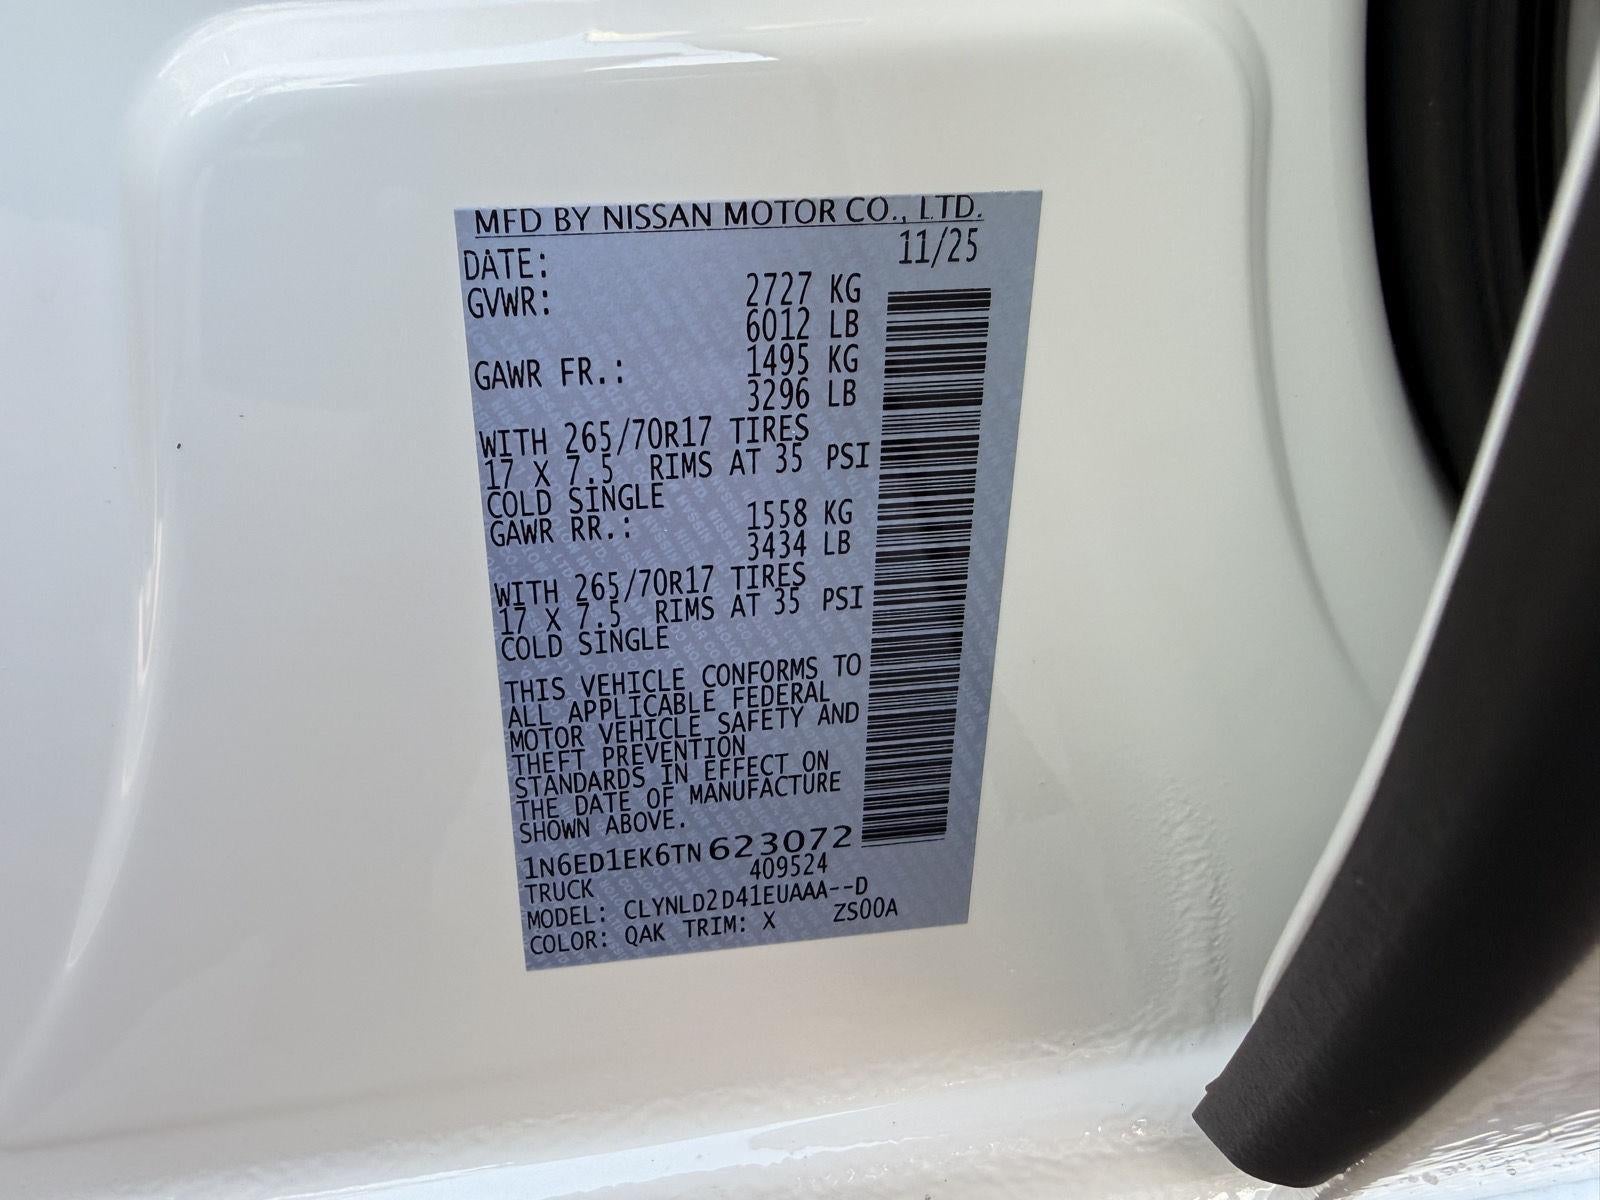 MFD BY NISSAN MOTOR CO., LTD.
DATE: 11/25
GVWR: 2727 KG
6012 LB
GAWR FR.: 1495 KG
3296 LB
WITH 265/70R17 TIRES
17 X 7.5 RIMS AT 35 PSI
COLD SINGLE
GAWR RR.: 1558 KG
3434 LB
WITH 265/70R17 TIRES
17 X 7.5 RIMS AT 35 PSI
COLD SINGLE
THIS VEHICLE CONFORMS TO
ALL APPLICABLE FEDERAL
MOTOR VEHICLE SAFETY AND
THEFT PREVENTION
STANDARDS IN EFFECT ON
THE DATE OF MANUFACTURE
SHOWN ABOVE.
1N6ED1EK6TN623072
409524
TRUCK
MODEL: CLYNLD2D41EUAAA--D
COLOR: QAK TRIM: X ZS00A